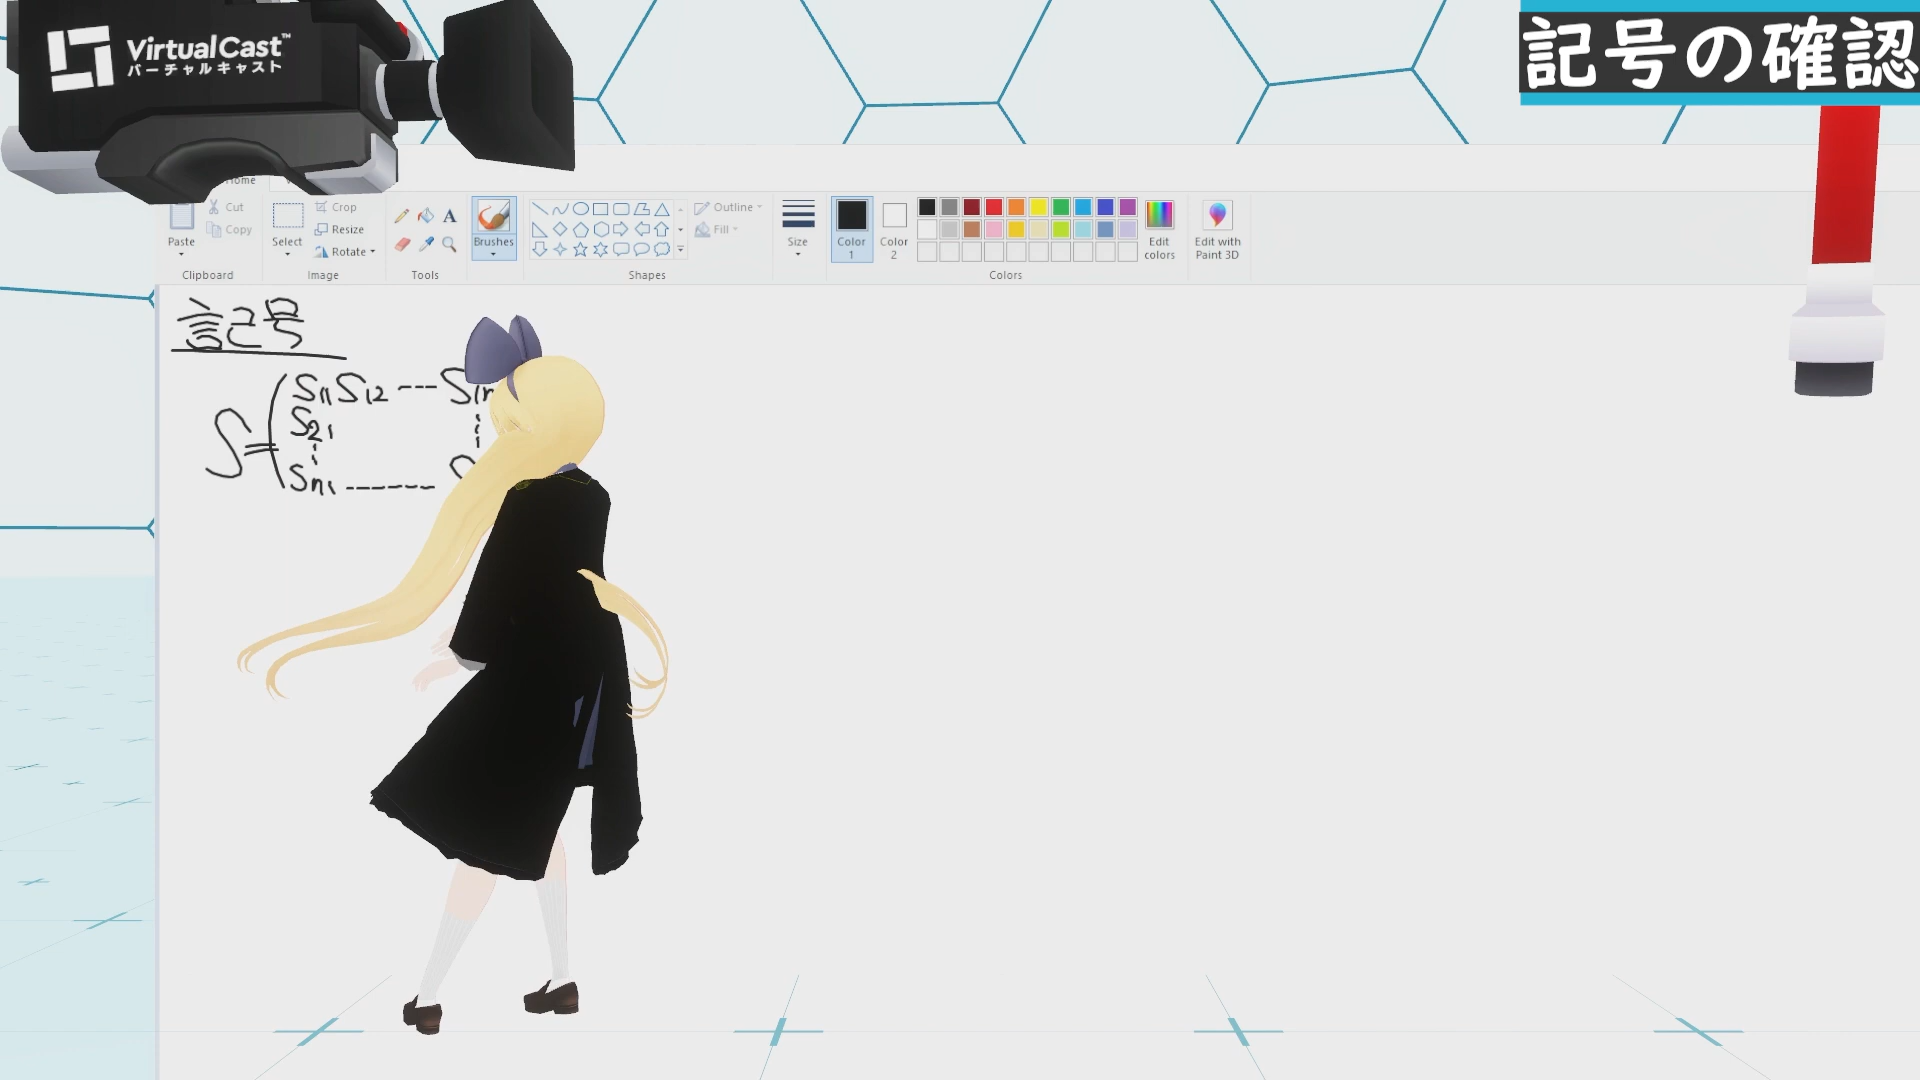 VirtualCast™
バーチャルキャスト
記号の確認
Home
Cut
Copy
Paste
Clipboard
Crop
Resize
Rotate
Select
Image
A
Tools
Brushes
Outline
Fill
Shapes
Size
Color 1
Color 2
Edit colors
Colors
Edit with Paint 3D
記号
S11 S12 --- S1n
S=
S21
Sn1 -------